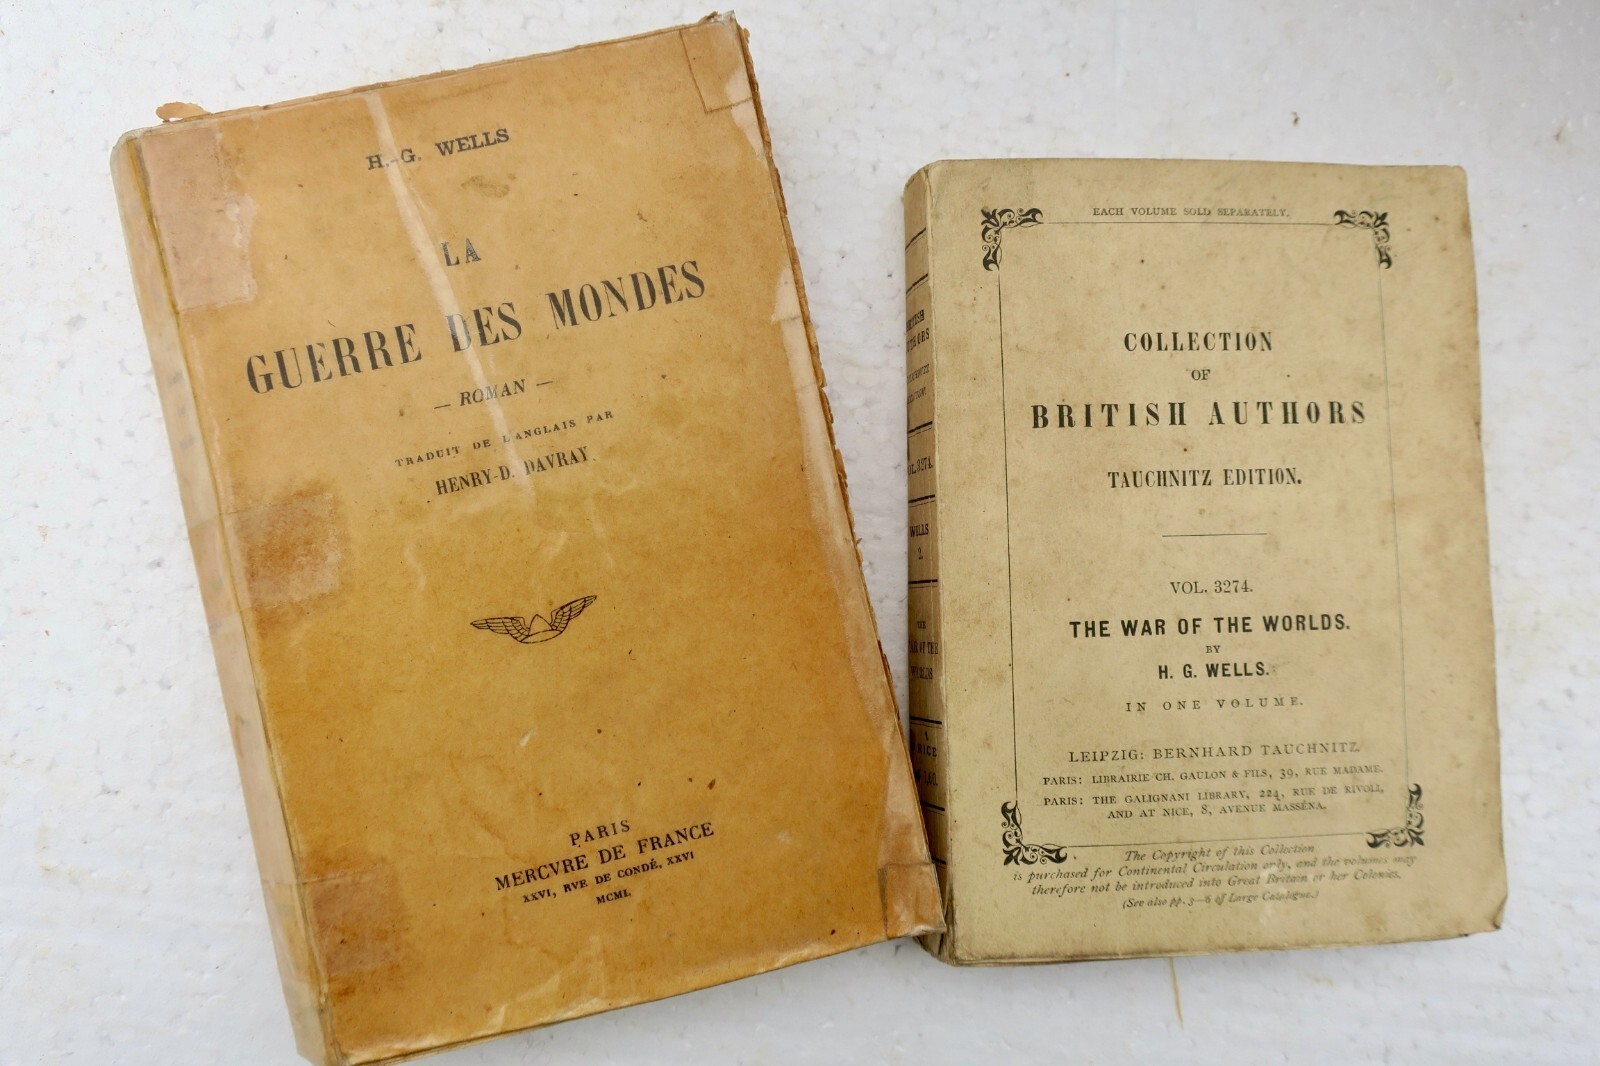 H.-G. WELLS
LA
GUERRE DES MONDES
— ROMAN —
TRADUIT DE L'ANGLAIS PAR
HENRY-D. DAVRAY
PARIS
MERCVRE DE FRANCE
XXVI, RVE DE CONDÉ, XXVI
MCML
EACH VOLUME SOLD SEPARATELY.
COLLECTION
OF
BRITISH AUTHORS
TAUCHNITZ EDITION.
VOL. 3274.
THE WAR OF THE WORLDS.
BY
H. G. WELLS.
IN ONE VOLUME.
LEIPZIG: BERNHARD TAUCHNITZ.
PARIS: LIBRAIRIE CH. GAULON & FILS, 39, RUE MADAME.
PARIS: THE GALIGNANI LIBRARY, 224, RUE DE RIVOLI,
AND AT NICE, 8, AVENUE MASSÉNA.
The Copyright of this Collection
is purchased for Continental Circulation only, and the volumes may
therefore not be introduced into Great Britain or her Colonies.
(See also pp. 3—6 of Large Catalogue.)
WELLS
2.